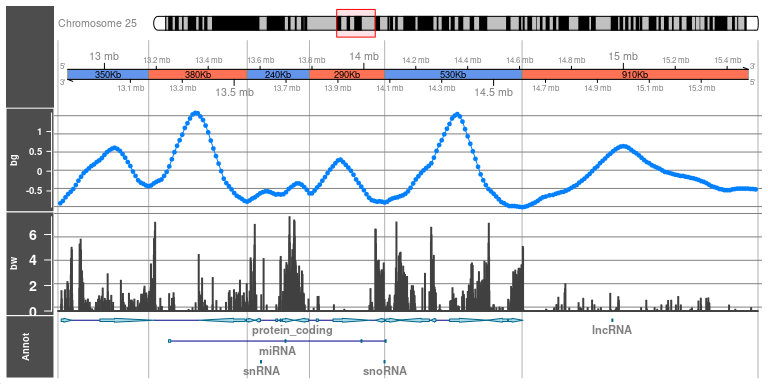 Chromosome 25
13 mb 13.2 mb 13.4 mb 13.6 mb 13.8 mb 14 mb 14.4 mb 14.6 mb 14.8 mb 15 mb 15.2 mb 15.4 mb
5' 3'
350Kb 380Kb 240Kb 290Kb 530Kb 910Kb
3' 5'
13.1 mb 13.3 mb 13.5 mb 13.7 mb 13.9 mb 14.1 mb 14.3 mb 14.5 mb 14.7 mb 14.9 mb 15.1 mb 15.3 mb
bg
1
0.5
0
-0.5
bw
6
4
2
0
Annot
protein_coding
lncRNA
miRNA
snRNA snoRNA